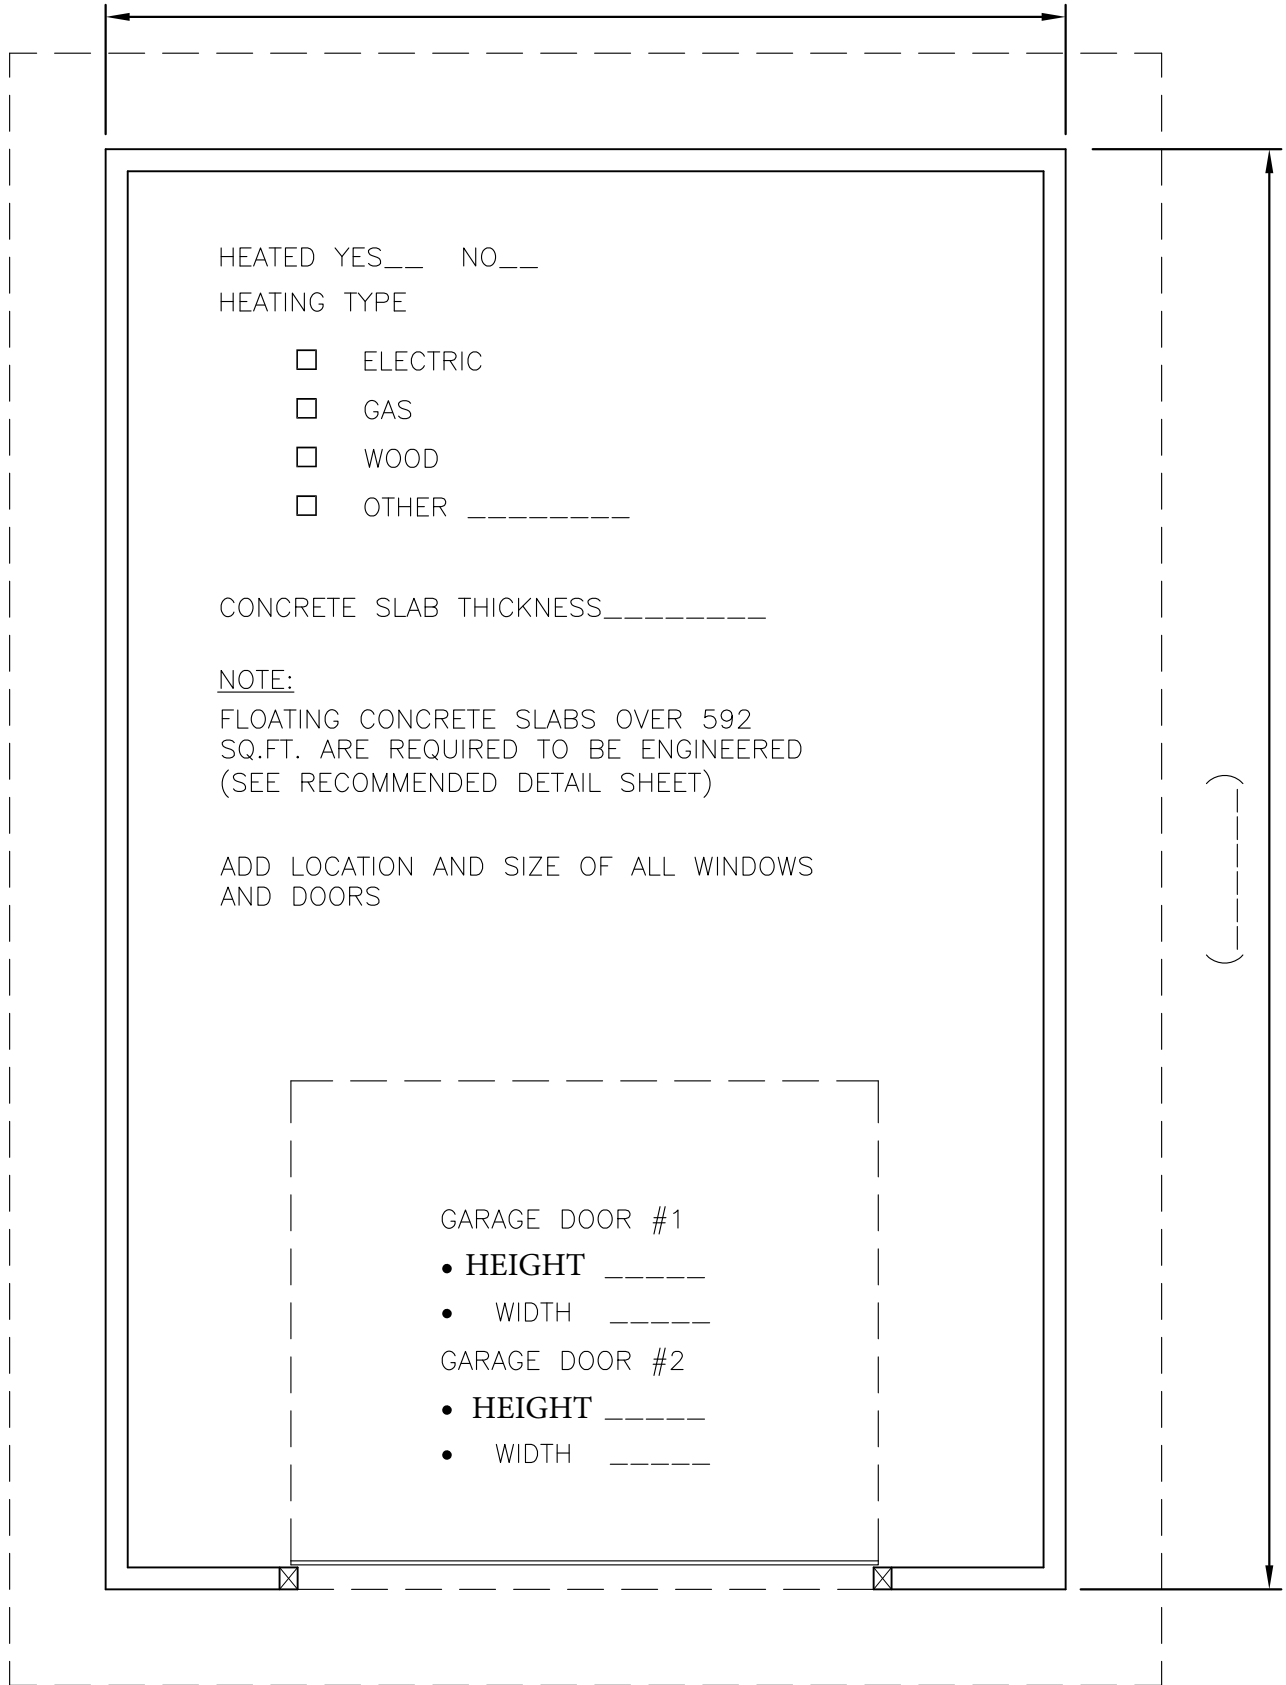 HEATED YES__ NO__
HEATING TYPE
☐ ELECTRIC
☐ GAS
☐ WOOD
☐ OTHER ________
CONCRETE SLAB THICKNESS________
NOTE:
FLOATING CONCRETE SLABS OVER 592
SQ.FT. ARE REQUIRED TO BE ENGINEERED
(SEE RECOMMENDED DETAIL SHEET)
ADD LOCATION AND SIZE OF ALL WINDOWS
AND DOORS
(________)
GARAGE DOOR #1
• HEIGHT _____
• WIDTH _____
GARAGE DOOR #2
• HEIGHT _____
• WIDTH _____